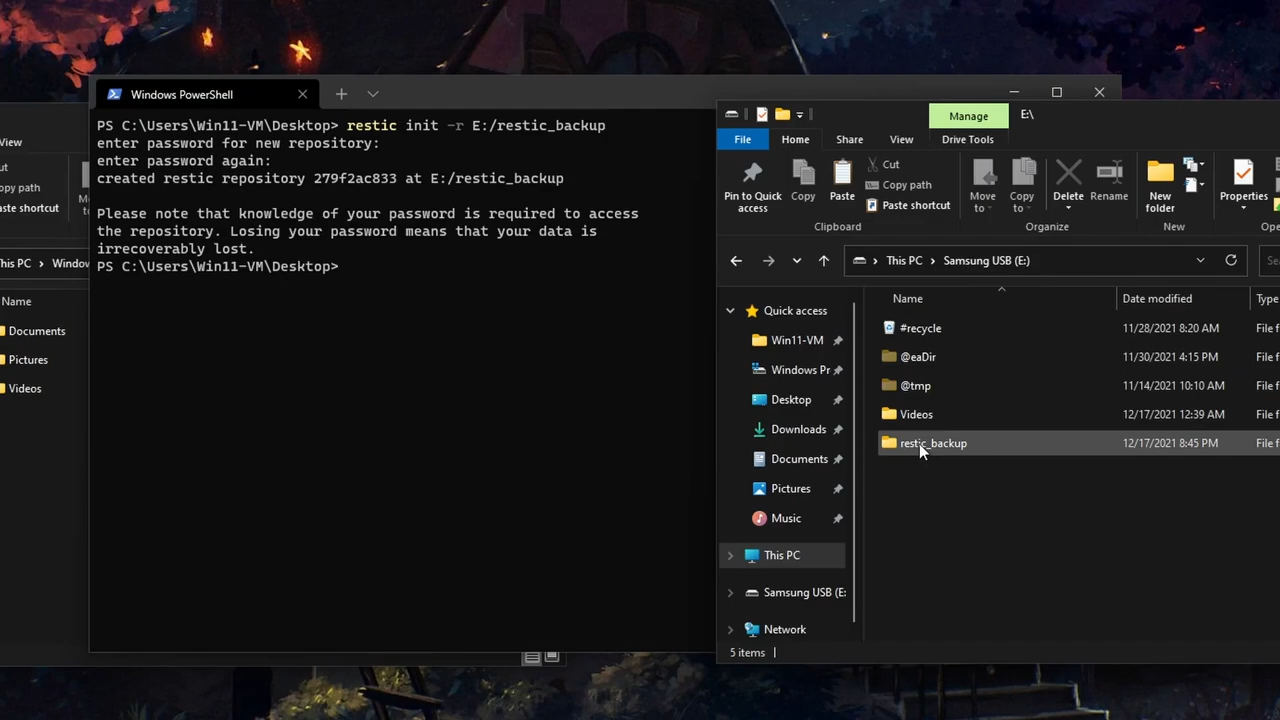 View
Cut
Copy path
Paste shortcut
This PC > Window
Name
Documents
Pictures
Videos
Windows PowerShell
PS C:\Users\Win11-VM\Desktop> restic init -r E:/restic_backup
enter password for new repository:
enter password again:
created restic repository 279f2ac833 at E:/restic_backup
Please note that knowledge of your password is required to access
the repository. Losing your password means that your data is
irrecoverably lost.
PS C:\Users\Win11-VM\Desktop>
Manage
E:\
File
Home
Share
View
Drive Tools
Pin to Quick
access
Copy
Paste
Cut
Copy path
Paste shortcut
Move
to
Copy
to
Delete
Rename
New
folder
Properties
Clipboard
Organize
New
This PC > Samsung USB (E:)
Name
Date modified
Type
Quick access
Win11-VM
Windows Pr
Desktop
Downloads
Documents
Pictures
Music
This PC
Samsung USB (E:
Network
#recycle
11/28/2021 8:20 AM
File f
@eaDir
11/30/2021 4:15 PM
File f
@tmp
11/14/2021 10:10 AM
File f
Videos
12/17/2021 12:39 AM
File f
restic_backup
12/17/2021 8:45 PM
File f
5 items